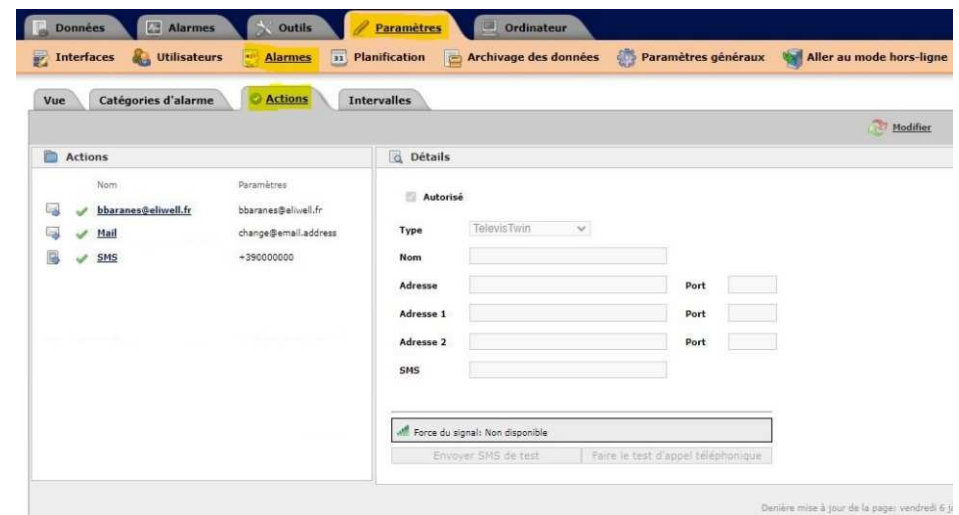 Données Alarmes Outils Paramètres Ordinateur
Interfaces Utilisateurs Alarmes Planification Archivage des données Paramètres généraux Aller au mode hors-ligne
Vue Catégories d'alarme Actions Intervalles
Modifier
Actions
Nom Paramètres
bbaranes@eliwell.fr bbaranes@eliwell.fr
Mail change@email.address
SMS +390000000
Détails
Autorisé
Type TelevisTwin
Nom
Adresse Port
Adresse 1 Port
Adresse 2 Port
SMS
Force du signal: Non disponible
Envoyer SMS de test Faire le test d'appel téléphonique
Denière mise à jour de la page: vendredi 6